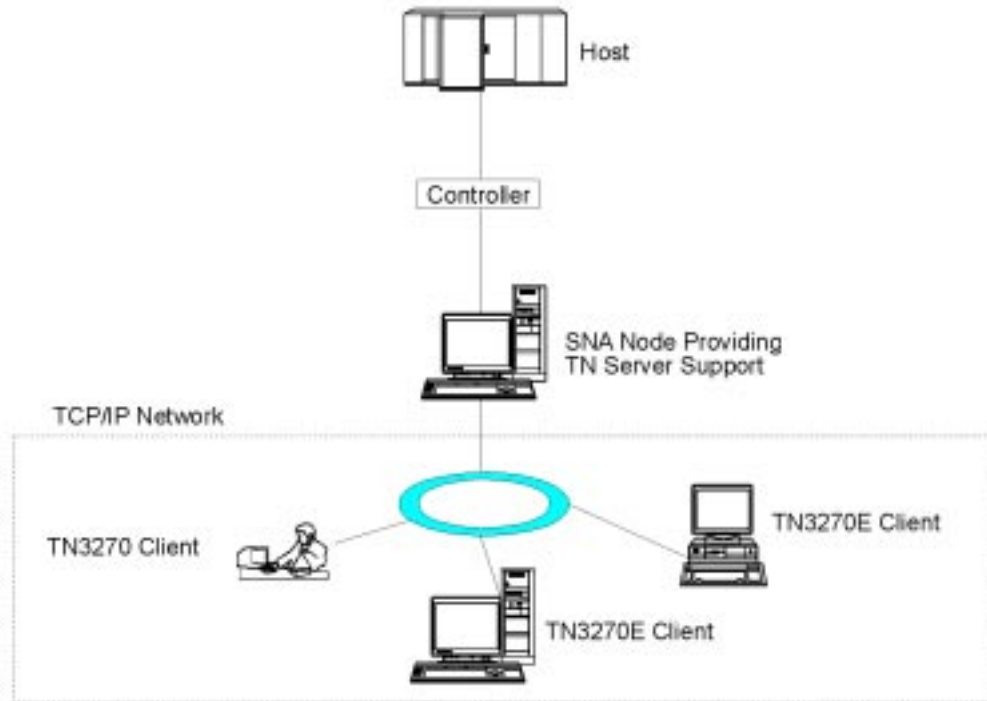 Host
Controller
SNA Node Providing
TN Server Support
TCP/IP Network
TN3270 Client
TN3270E Client
TN3270E Client